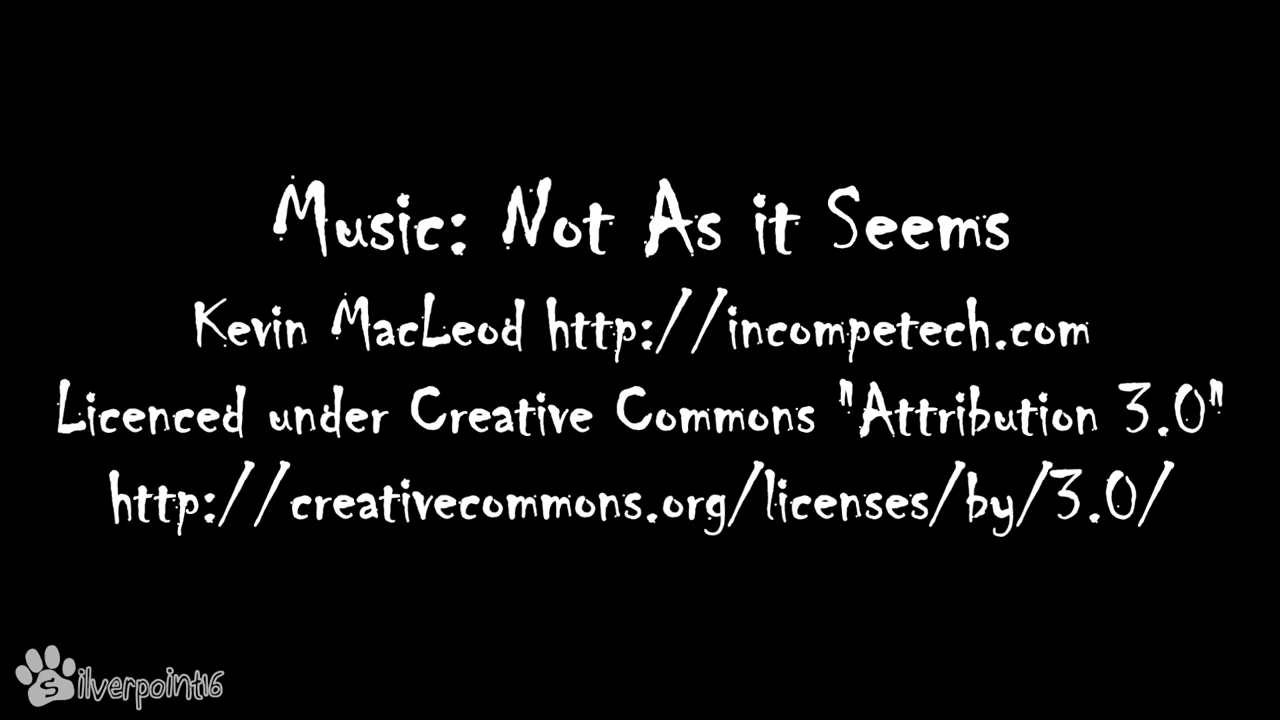 Music: Not As it Seems
Kevin MacLeod http://incompetech.com
Licenced under Creative Commons "Attribution 3.0"
http://creativecommons.org/licenses/by/3.0/
Silverpoint16